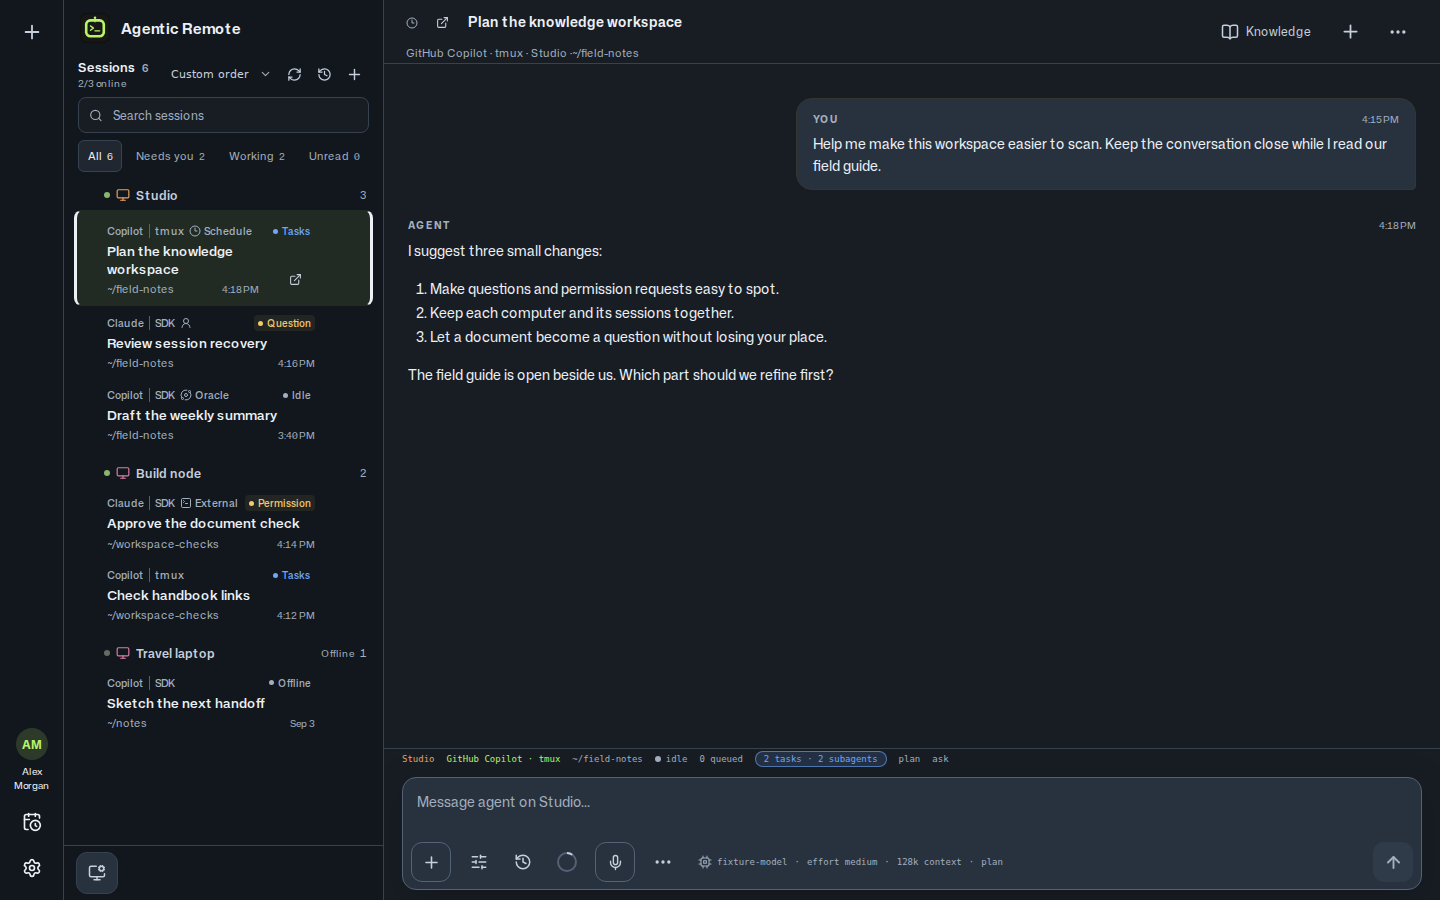 Agentic Remote
Sessions 6
2/3 online
Custom order
Search sessions
All 6
Needs you 2
Working 2
Unread 0
Studio 3
Copilot | tmux Schedule Tasks
Plan the knowledge
workspace
~/field-notes 4:18PM
Claude | SDK Question
Review session recovery
~/field-notes 4:16PM
Copilot | SDK Oracle Idle
Draft the weekly summary
~/field-notes 3:40PM
Build node 2
Claude | SDK External Permission
Approve the document check
~/workspace-checks 4:14 PM
Copilot | tmux Tasks
Check handbook links
~/workspace-checks 4:12 PM
Travel laptop Offline 1
Copilot | SDK Offline
Sketch the next handoff
~/notes Sep 3
AM
Alex
Morgan
Plan the knowledge workspace
GitHub Copilot · tmux · Studio ·~/field-notes
Knowledge
YOU 4:15PM
Help me make this workspace easier to scan. Keep the conversation close while I read our
field guide.
AGENT 4:18PM
I suggest three small changes:
1. Make questions and permission requests easy to spot.
2. Keep each computer and its sessions together.
3. Let a document become a question without losing your place.
The field guide is open beside us. Which part should we refine first?
Studio GitHub Copilot · tmux ~/field-notes idle 0 queued 2 tasks · 2 subagents plan ask
Message agent on Studio...
fixture-model · effort medium · 128k context · plan